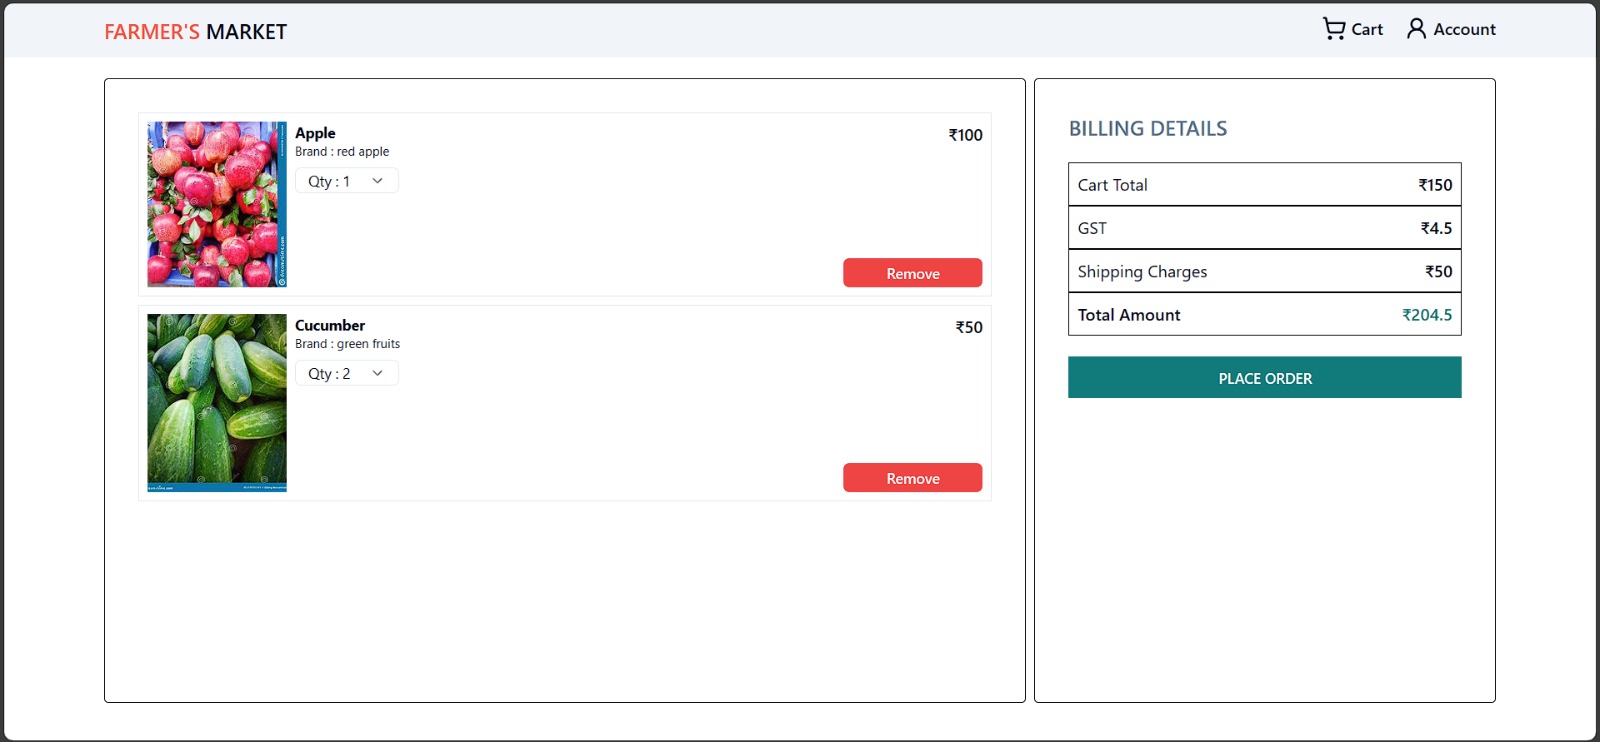 FARMER'S MARKET
Cart
Account
Apple
₹100
Brand : red apple
Qty : 1
Remove
Cucumber
₹50
Brand : green fruits
Qty : 2
Remove
BILLING DETAILS
Cart Total ₹150
GST ₹4.5
Shipping Charges ₹50
Total Amount ₹204.5
PLACE ORDER